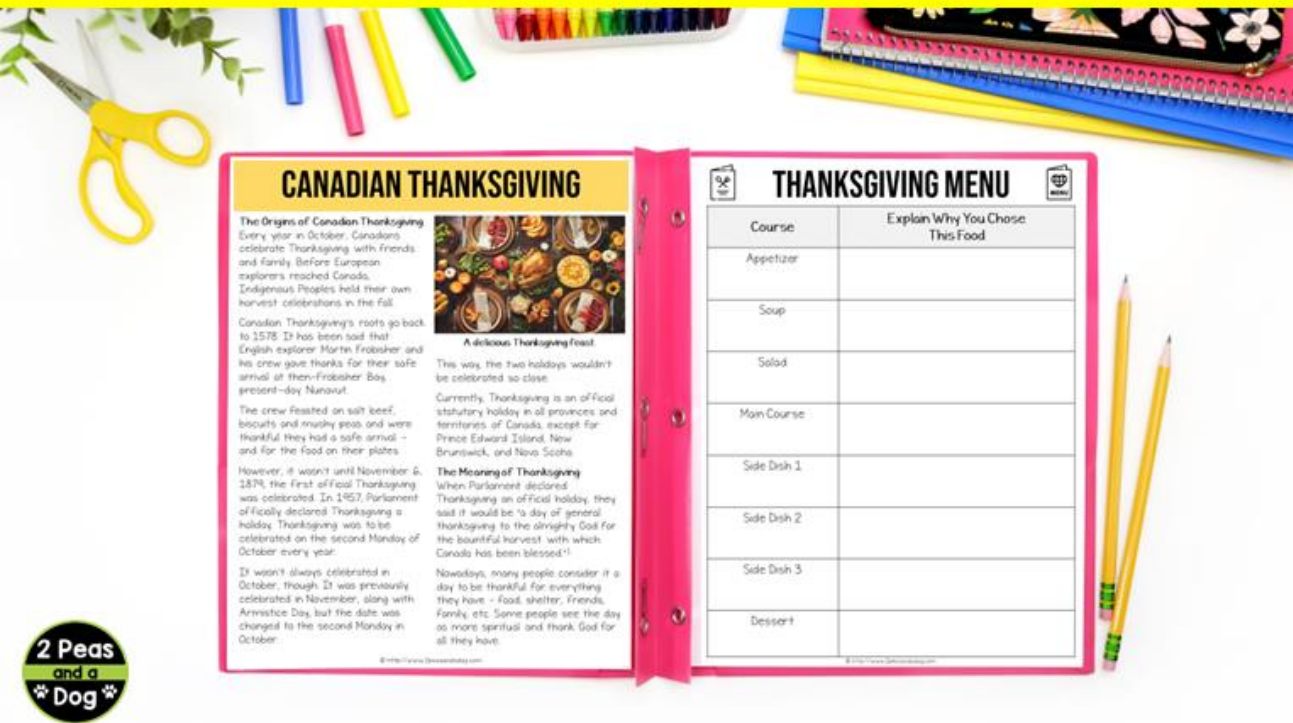 CANADIAN THANKSGIVING
The Origins of Canadian Thanksgiving
Every year in October, Canadians
celebrate Thanksgiving with friends
and family. Before European
explorers reached Canada,
Indigenous Peoples held their own
harvest celebrations in the fall.
Canadian Thanksgiving's roots go back
to 1578. It has been said that
English explorer Martin Frobisher and
his crew gave thanks for their safe
arrival at then-Frobisher Bay,
present-day Nunavut.
The crew feasted on salt beef,
biscuits and mushy peas and were
thankful they had a safe arrival -
and for the food on their plates.
However, it wasn't until November 6,
1879, the first official Thanksgiving
was celebrated. In 1957, Parliament
officially declared Thanksgiving a
holiday. Thanksgiving was to be
celebrated on the second Monday of
October every year.
It wasn't always celebrated in
October, though. It was previously
celebrated in November, along with
Armistice Day, but the date was
changed to the second Monday in
October.
A delicious Thanksgiving feast.
This way, the two holidays wouldn't
be celebrated so close.
Currently, Thanksgiving is an official
statutory holiday in all provinces and
territories of Canada, except for
Prince Edward Island, New
Brunswick, and Nova Scotia.
The Meaning of Thanksgiving
When Parliament declared
Thanksgiving an official holiday, they
said it would be "a day of general
thanksgiving to the almighty God for
the bountiful harvest with which
Canada has been blessed."
Nowadays, many people consider it a
day to be thankful for everything
they have - food, shelter, friends,
family, etc. Some people see the day
as more spiritual and thank God for
all they have.
THANKSGIVING MENU
MENU
Course
Explain Why You Chose
This Food
Appetizer
Soup
Salad
Main Course
Side Dish 1
Side Dish 2
Side Dish 3
Dessert
2 Peas
and a
Dog